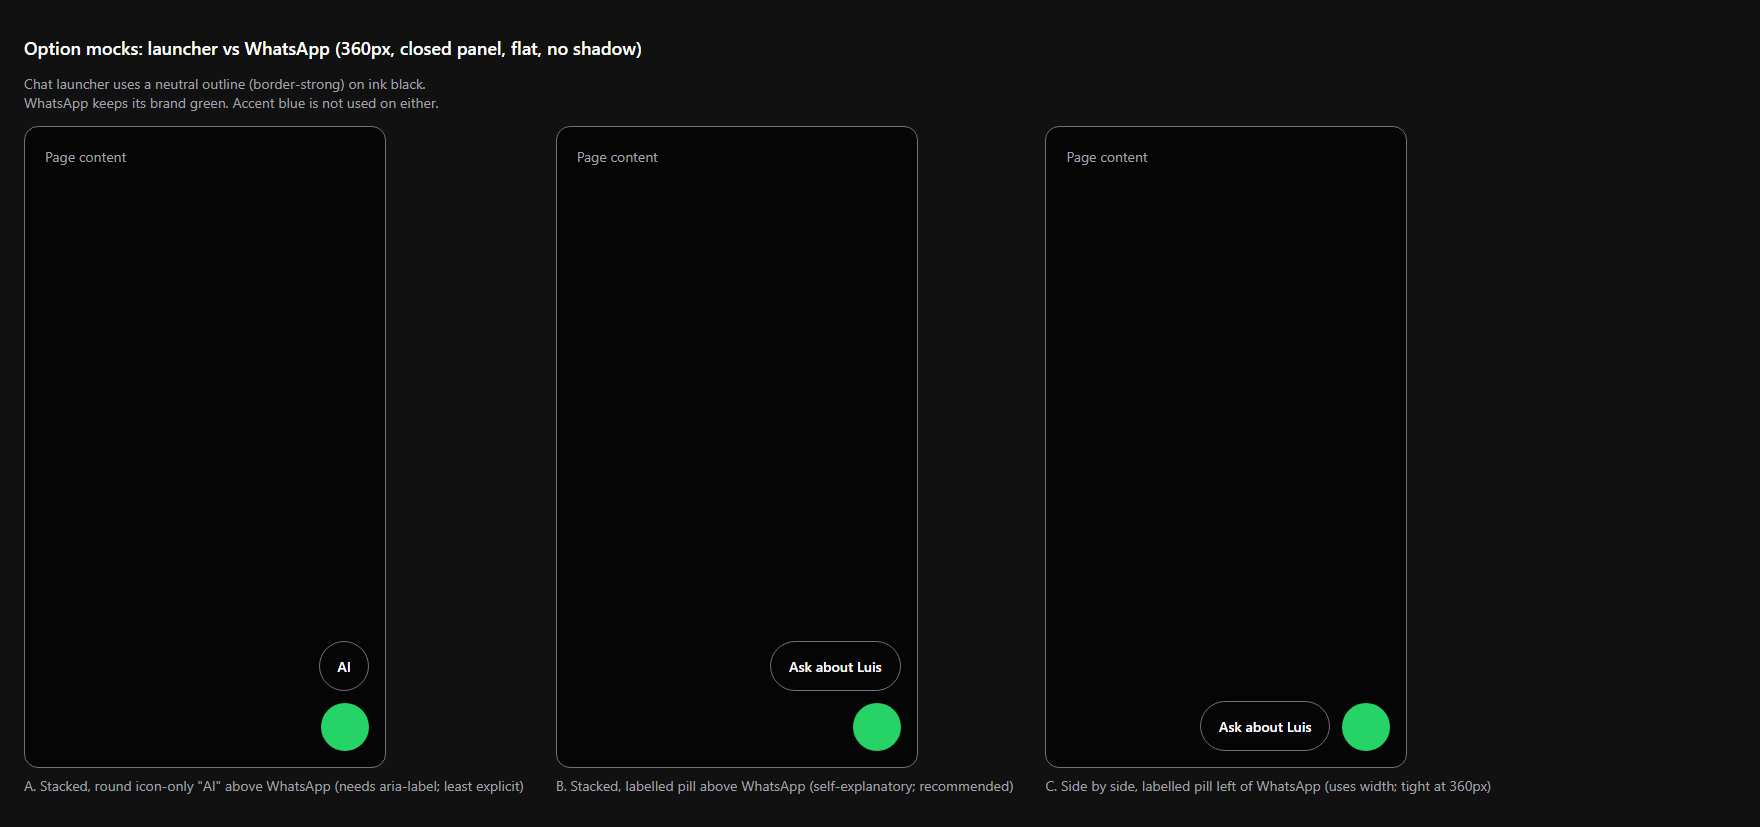 Option mocks: launcher vs WhatsApp (360px, closed panel, flat, no shadow)
Chat launcher uses a neutral outline (border-strong) on ink black.
WhatsApp keeps its brand green. Accent blue is not used on either.
Page content
AI
A. Stacked, round icon-only "AI" above WhatsApp (needs aria-label; least explicit)
Page content
Ask about Luis
B. Stacked, labelled pill above WhatsApp (self-explanatory; recommended)
Page content
Ask about Luis
C. Side by side, labelled pill left of WhatsApp (uses width; tight at 360px)